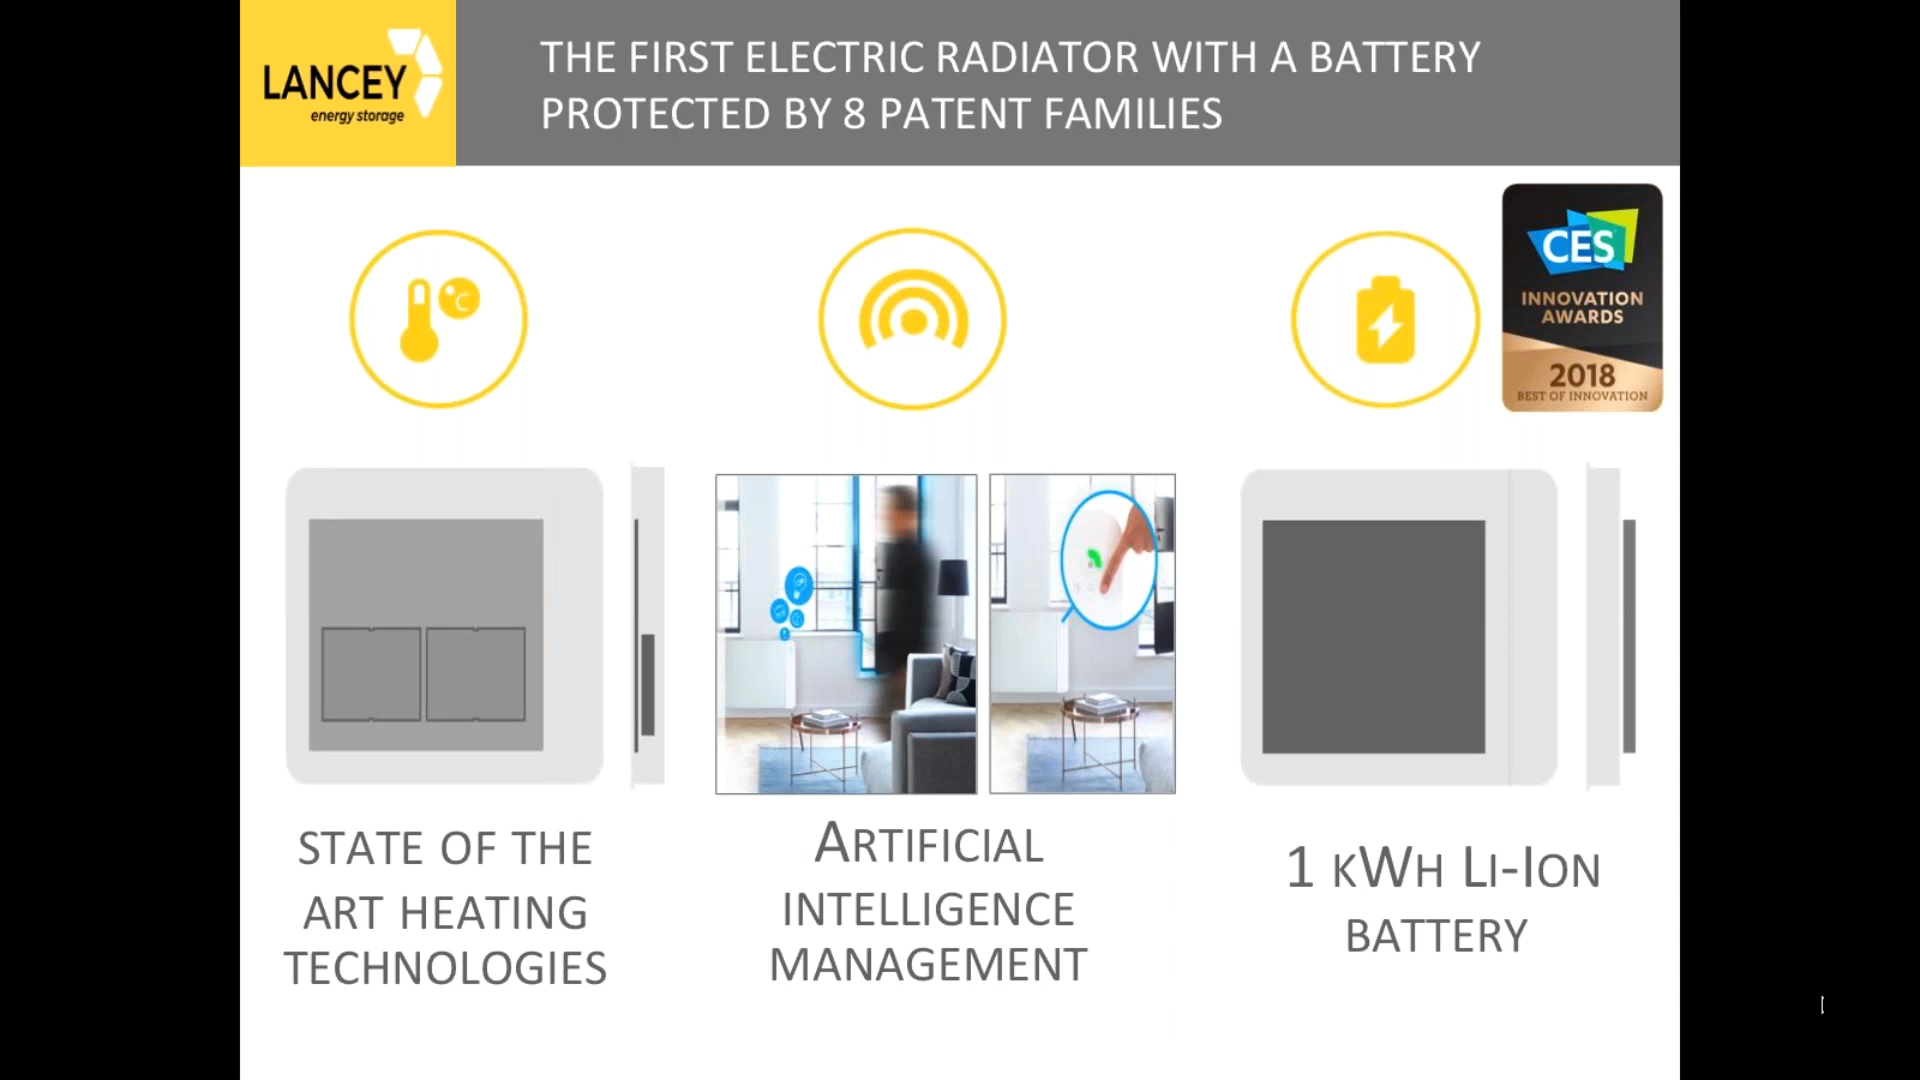 LANCEY
energy storage
THE FIRST ELECTRIC RADIATOR WITH A BATTERY
PROTECTED BY 8 PATENT FAMILIES
°C
CES
INNOVATION
AWARDS
2018
BEST OF INNOVATION
STATE OF THE
ART HEATING
TECHNOLOGIES
ARTIFICIAL
INTELLIGENCE
MANAGEMENT
1 KWH LI-ION
BATTERY